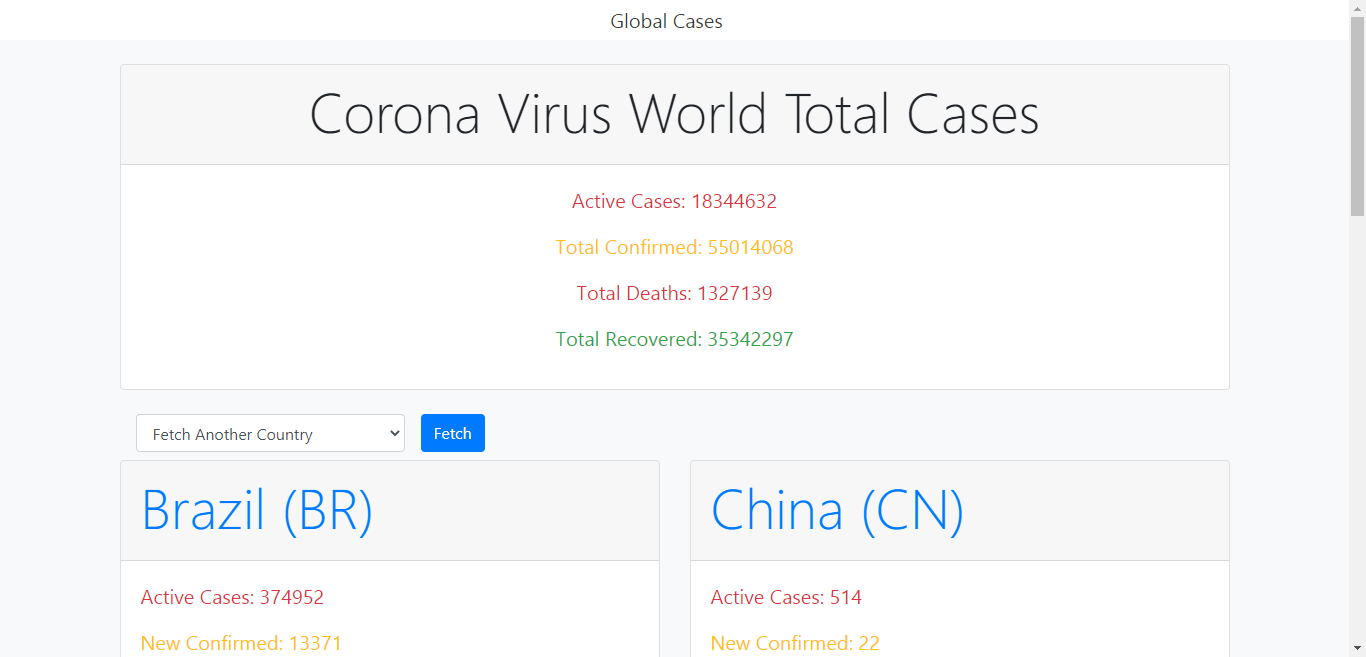 Global Cases
Corona Virus World Total Cases
Active Cases: 18344632
Total Confirmed: 55014068
Total Deaths: 1327139
Total Recovered: 35342297
Fetch Another Country
Fetch
Brazil (BR)
Active Cases: 374952
New Confirmed: 13371
China (CN)
Active Cases: 514
New Confirmed: 22